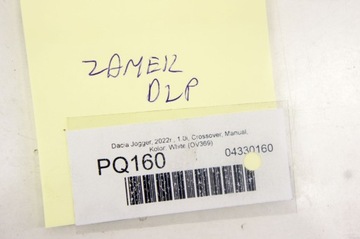 ZAMEK
DLP
Dacia Jogger, 2022r., 1.0i, Crossover, Manual,
Kolor: White (OV369)
PQ160
04330160